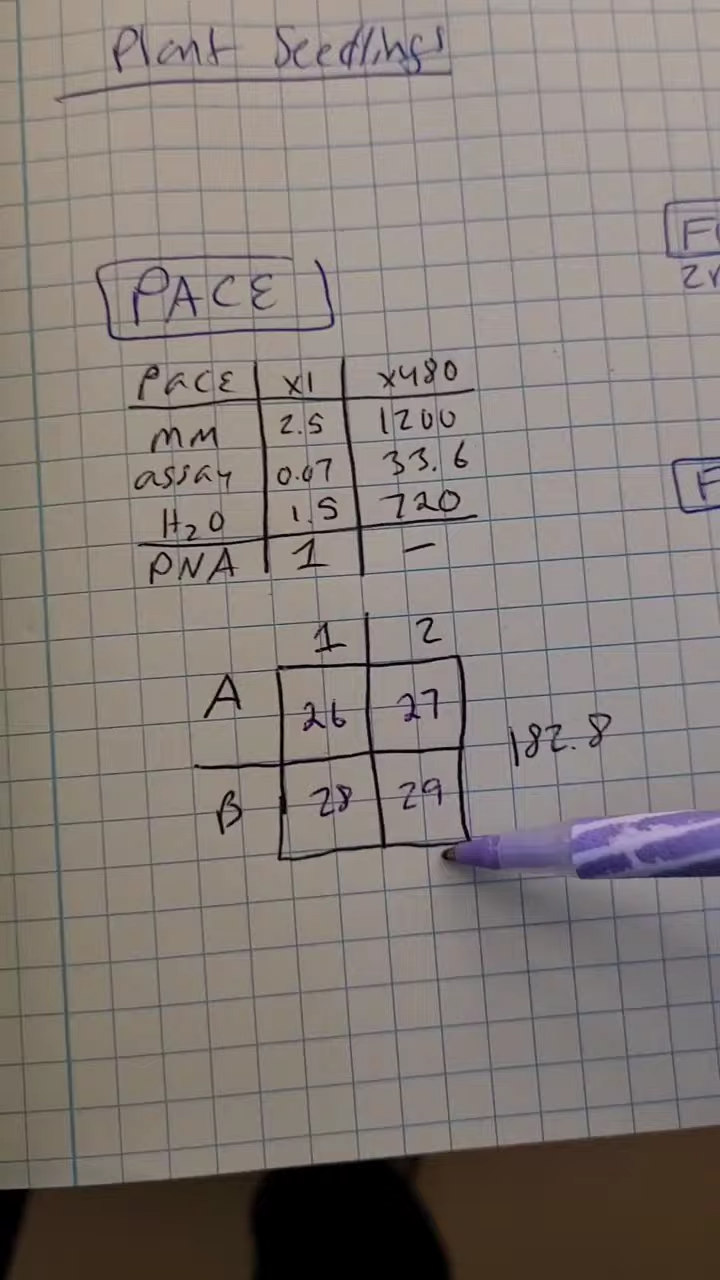 Plant Seedlings
PACE
PACE x1 x480
MM 2.5 1200
assay 0.07 33.6
H2O 1.5 720
DNA 1 —
1 2
A 26 27
182.8
B 28 29
F
2
F